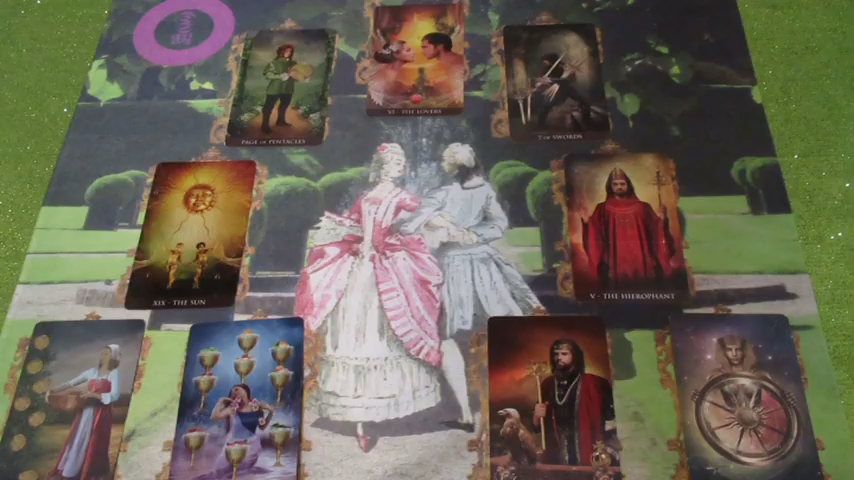 PAGE OF PENTACLES
VI · THE LOVERS
7 OF SWORDS
XIX · THE SUN
V · THE HIEROPHANT